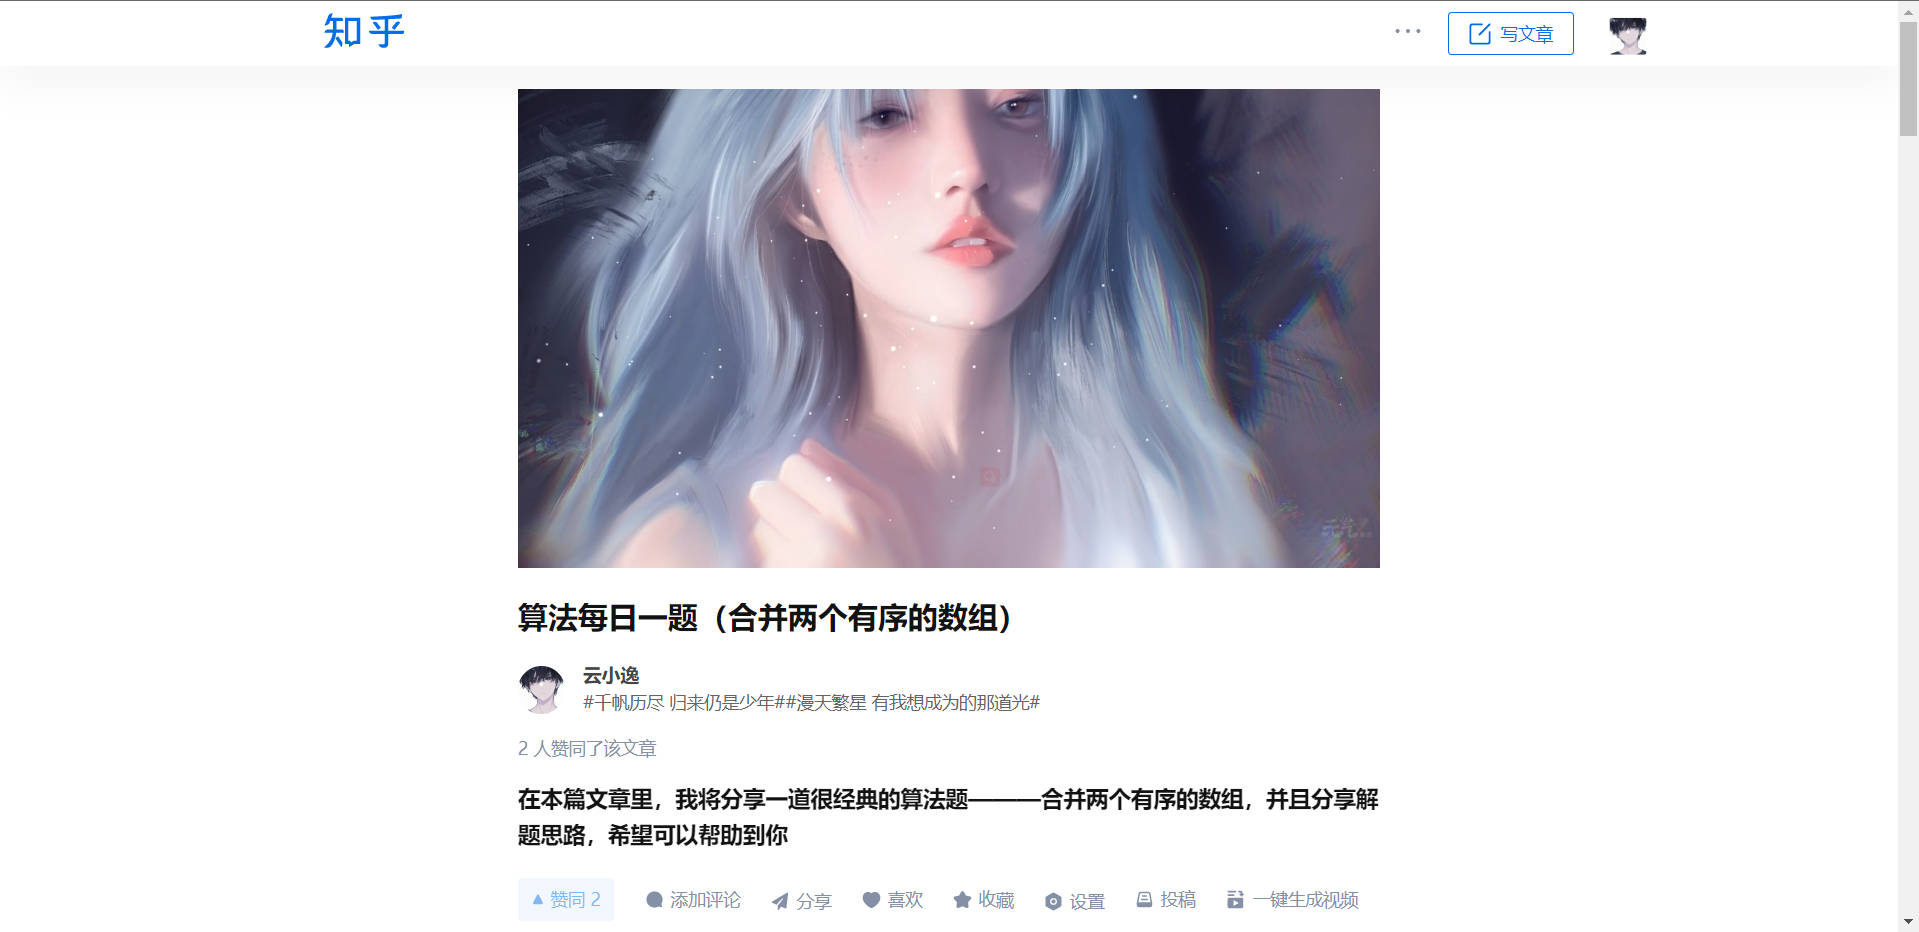 知乎
··· 写文章
算法每日一题（合并两个有序的数组）
云小逸
#千帆历尽 归来仍是少年##漫天繁星 有我想成为的那道光#
2 人赞同了该文章
在本篇文章里，我将分享一道很经典的算法题———合并两个有序的数组，并且分享解
题思路，希望可以帮助到你
赞同 2 添加评论 分享 喜欢 收藏 设置 投稿 一键生成视频